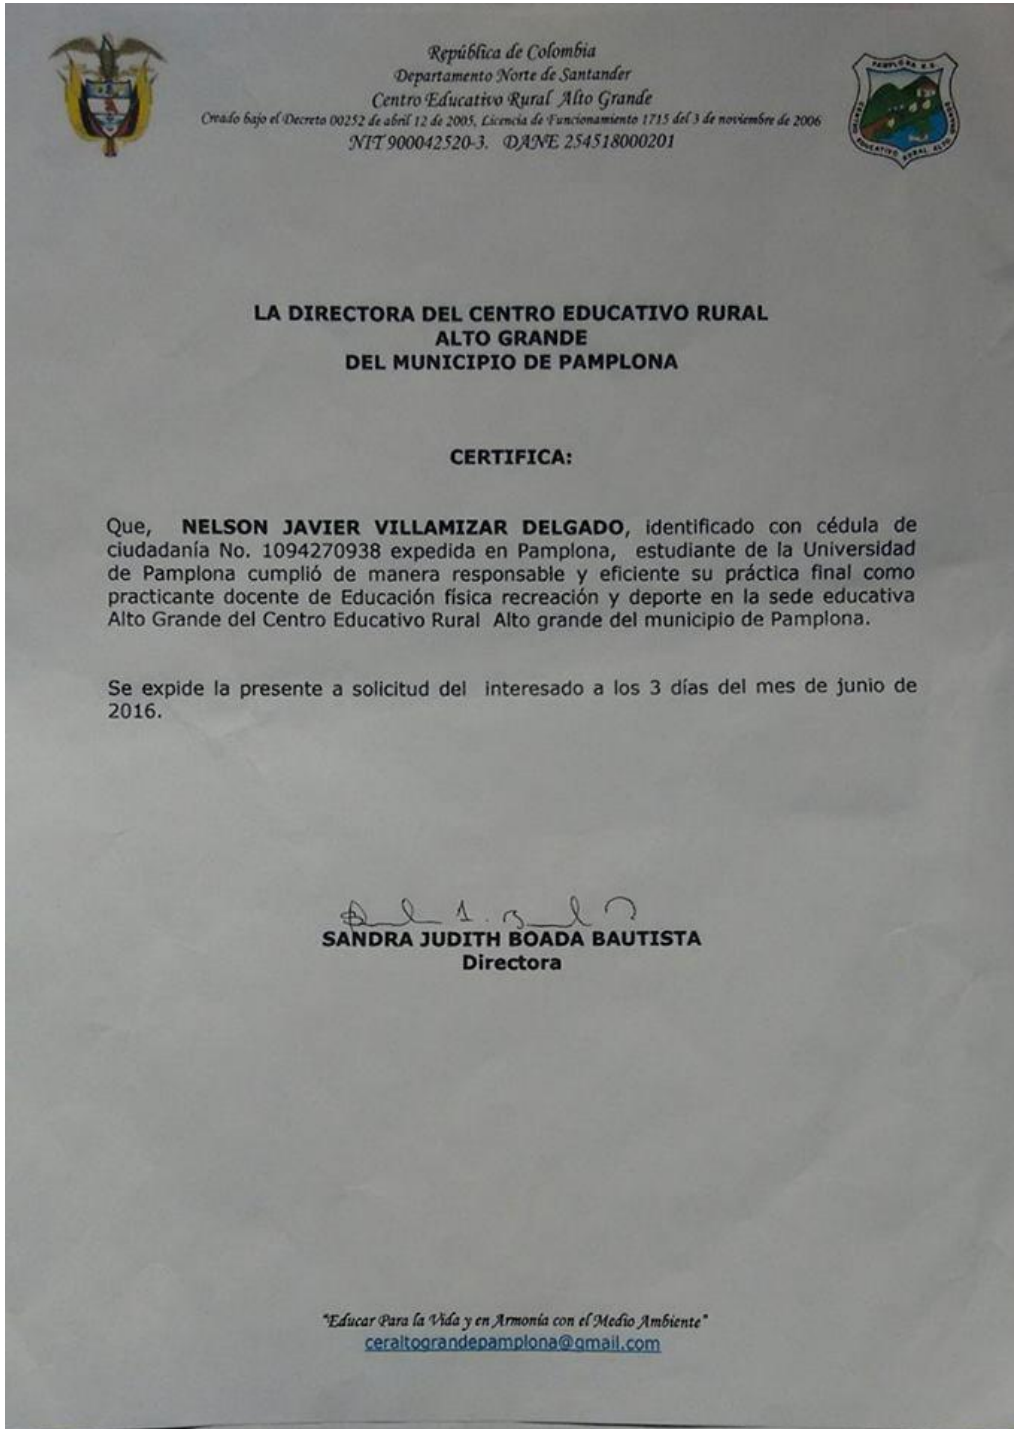 República de Colombia
Departamento Norte de Santander
Centro Educativo Rural Alto Grande
Creado bajo el Decreto 00252 de abril 12 de 2005, Licencia de Funcionamiento 1715 del 3 de noviembre de 2006
NIT 900042520-3. DANE 254518000201
PAMPLONA N.S.
CENTRO EDUCATIVO RURAL ALTO GRANDE
LA DIRECTORA DEL CENTRO EDUCATIVO RURAL
ALTO GRANDE
DEL MUNICIPIO DE PAMPLONA
CERTIFICA:
Que, NELSON JAVIER VILLAMIZAR DELGADO, identificado con cédula de
ciudadanía No. 1094270938 expedida en Pamplona, estudiante de la Universidad
de Pamplona cumplió de manera responsable y eficiente su práctica final como
practicante docente de Educación física recreación y deporte en la sede educativa
Alto Grande del Centro Educativo Rural Alto grande del municipio de Pamplona.
Se expide la presente a solicitud del interesado a los 3 días del mes de junio de
2016.
SANDRA JUDITH BOADA BAUTISTA
Directora
"Educar Para la Vida y en Armonía con el Medio Ambiente"
ceraltograndepamplona@gmail.com